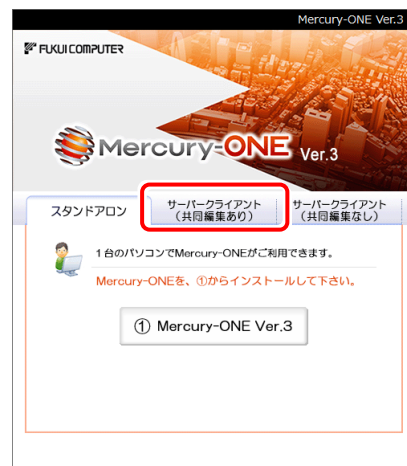 Mercury-ONE Ver.3
FUKUI COMPUTER
Mercury-ONE Ver.3
スタンドアロン
サーバークライアント
（共同編集あり）
サーバークライアント
（共同編集なし）
1台のパソコンでMercury-ONEがご利用できます。
Mercury-ONEを、①からインストールして下さい。
① Mercury-ONE Ver.3